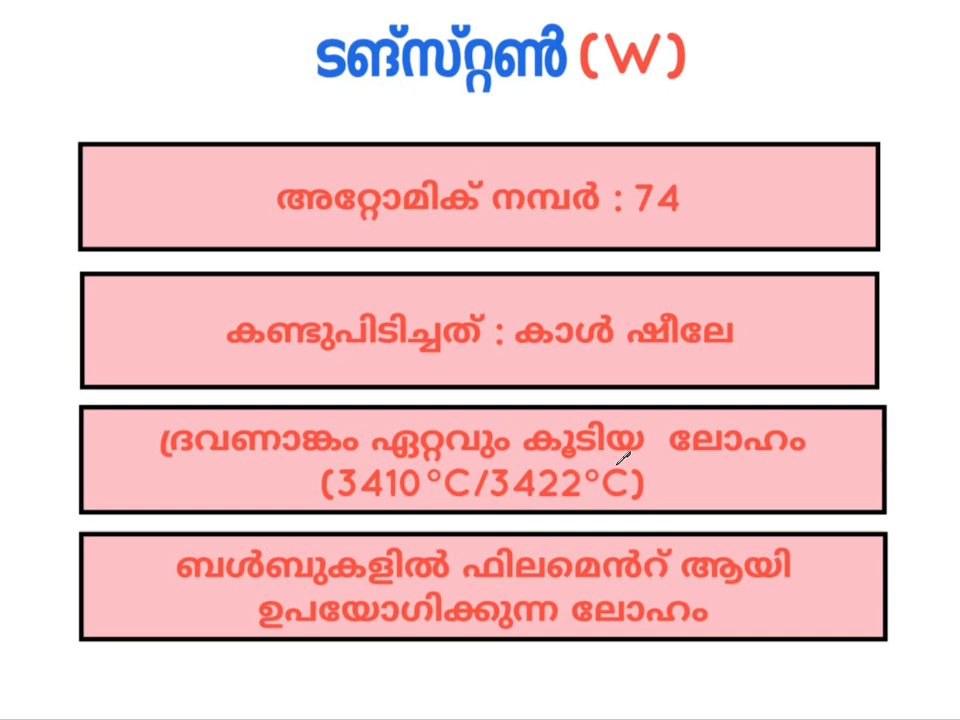 ടങ്സ്റ്റൺ (W)
അറ്റോമിക് നമ്പർ : 74
കണ്ടുപിടിച്ചത് : കാൾ ഷീലേ
ദ്രവണാങ്കം ഏറ്റവും കൂടിയ ലോഹം
(3410°C/3422°C)
ബൾബുകളിൽ ഫിലമെൻറ് ആയി
ഉപയോഗിക്കുന്ന ലോഹം